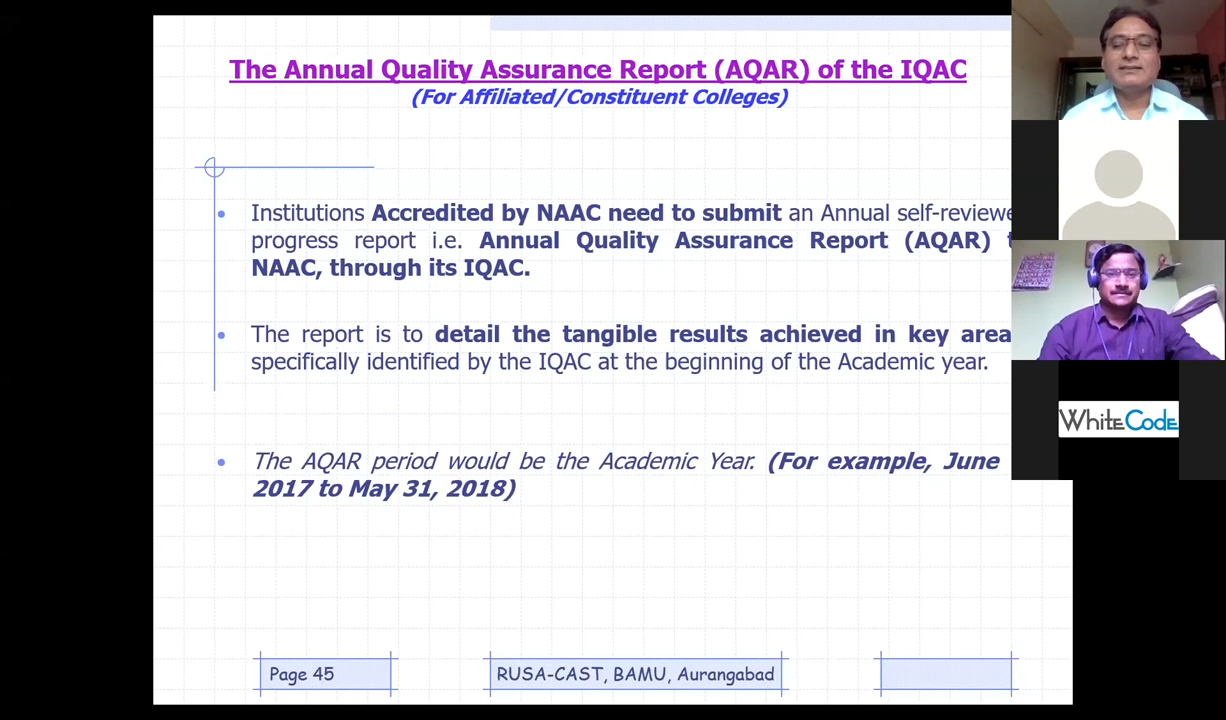 The Annual Quality Assurance Report (AQAR) of the IQAC
(For Affiliated/Constituent Colleges)
Institutions Accredited by NAAC need to submit an Annual
progress report i.e. Annual Quality Assurance Report (AQAR)
NAAC, through its IQAC.
The report is to detail the tangible results achieved in key
specifically identified by the IQAC at the beginning of the Academic year.
The AQAR period would be the Academic Year. (For example, June
2017 to May 31, 2018)
Page 45
RUSA-CAST, BAMU, Aurangabad
WhiteCode